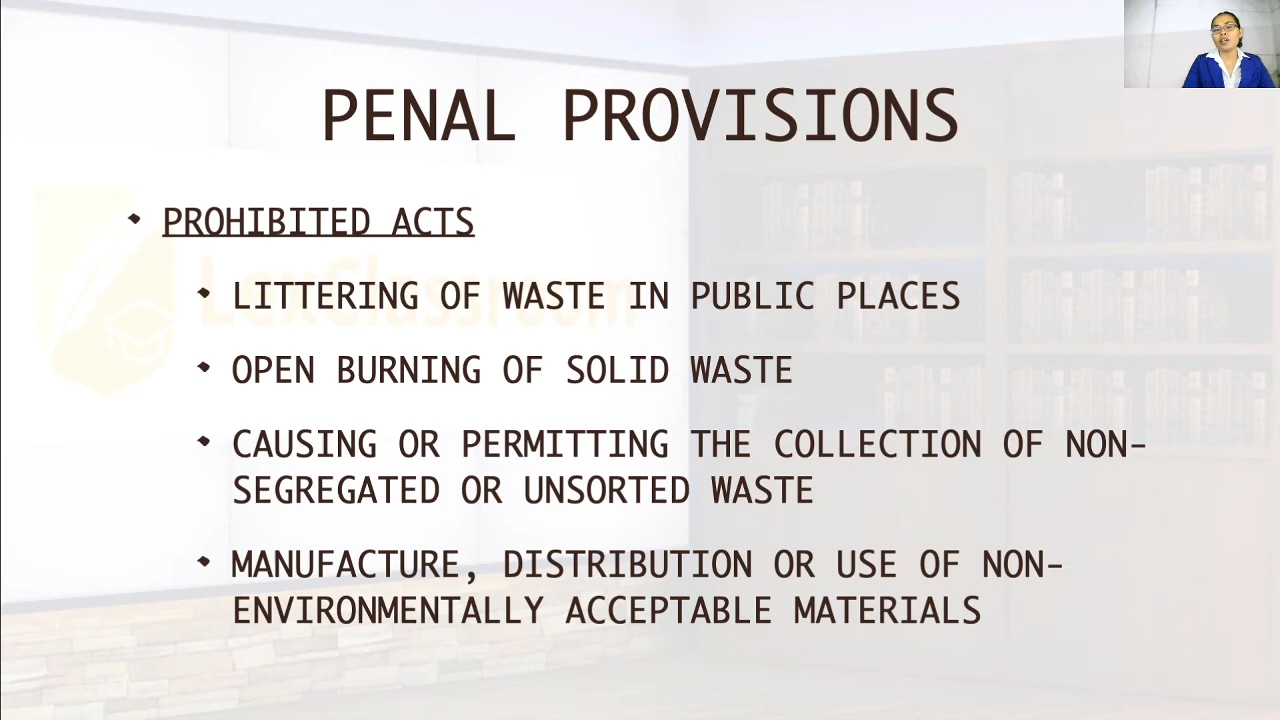 PENAL PROVISIONS
PROHIBITED ACTS
LITTERING OF WASTE IN PUBLIC PLACES
OPEN BURNING OF SOLID WASTE
CAUSING OR PERMITTING THE COLLECTION OF NON-
SEGREGATED OR UNSORTED WASTE
MANUFACTURE, DISTRIBUTION OR USE OF NON-
ENVIRONMENTALLY ACCEPTABLE MATERIALS
LexClassroom